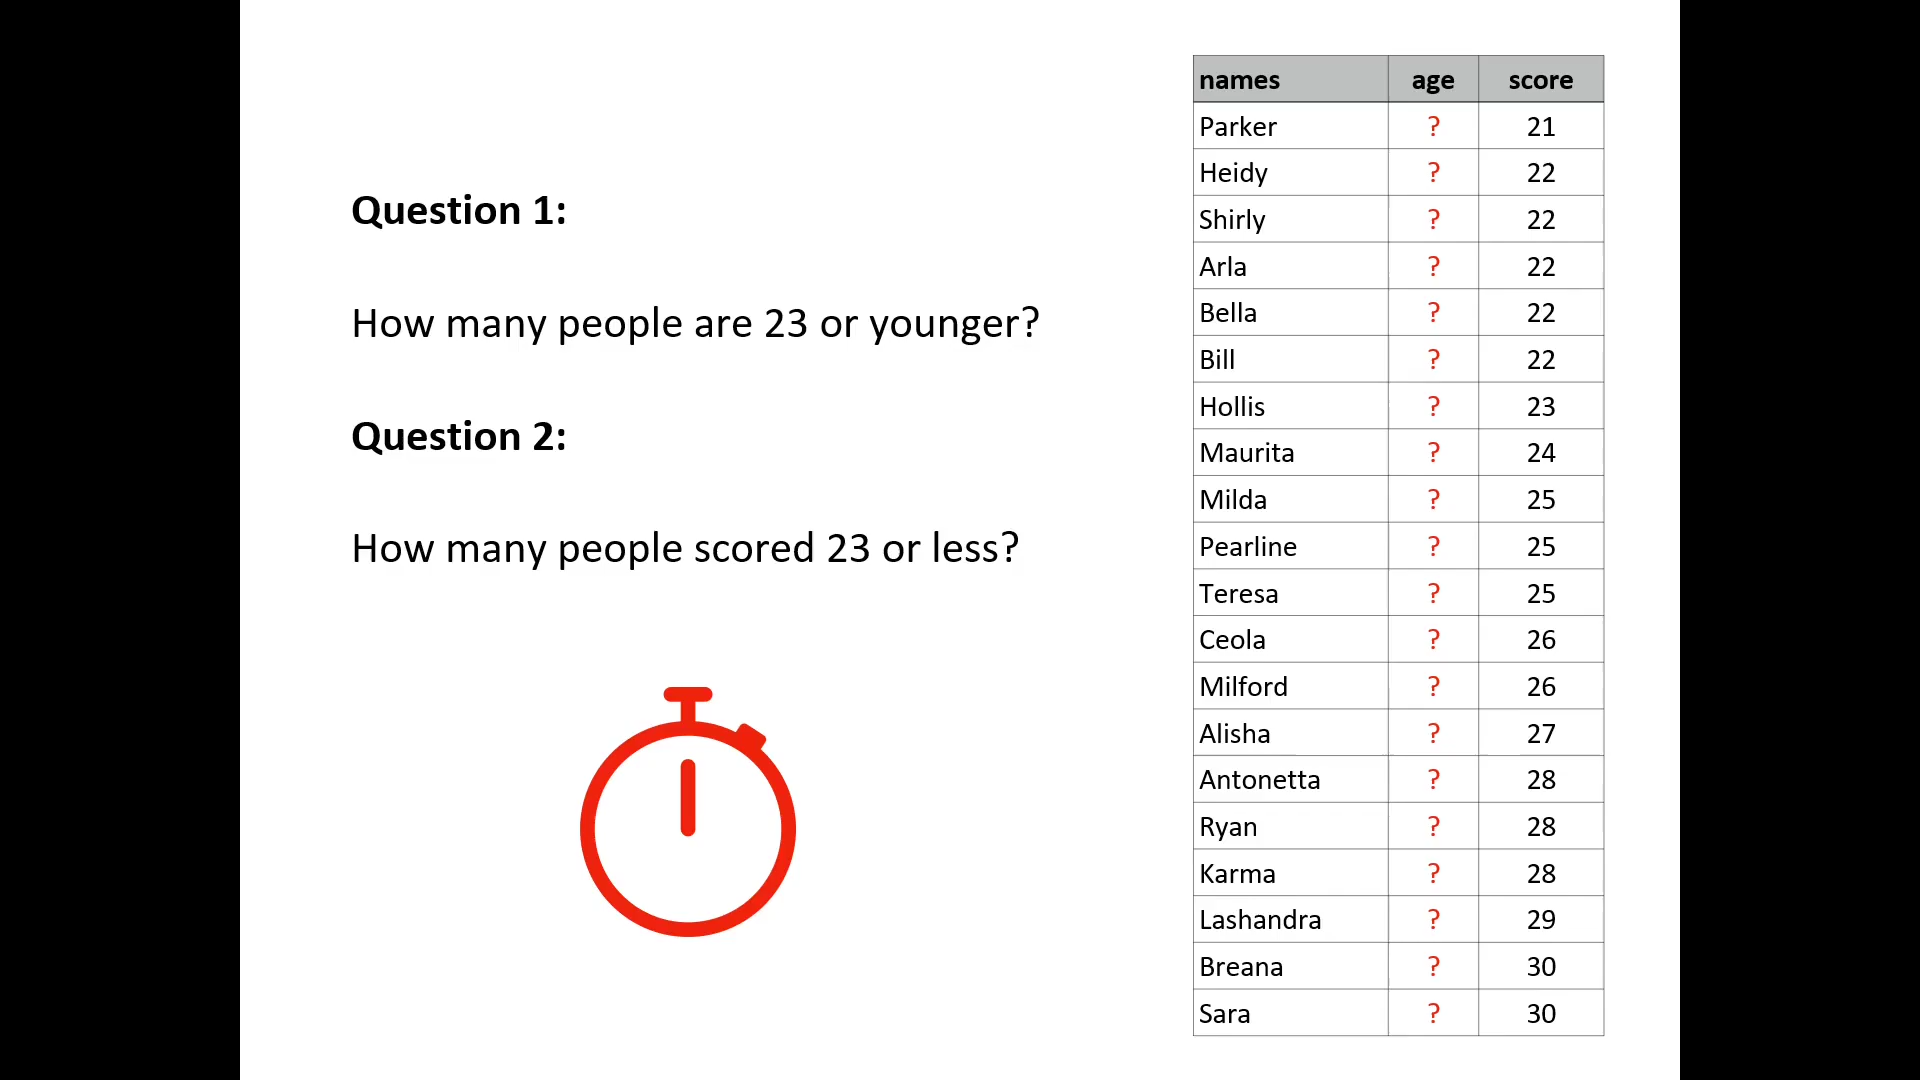 Question 1:
How many people are 23 or younger?
Question 2:
How many people scored 23 or less?
names age score
Parker ? 21
Heidy ? 22
Shirly ? 22
Arla ? 22
Bella ? 22
Bill ? 22
Hollis ? 23
Maurita ? 24
Milda ? 25
Pearline ? 25
Teresa ? 25
Ceola ? 26
Milford ? 26
Alisha ? 27
Antonetta ? 28
Ryan ? 28
Karma ? 28
Lashandra ? 29
Breana ? 30
Sara ? 30